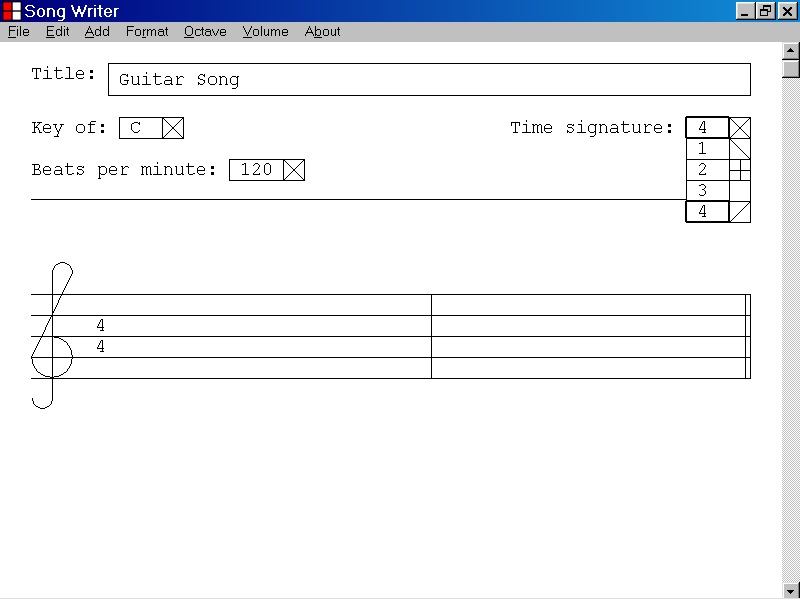 Song Writer
File Edit Add Format Octave Volume About
Title: Guitar Song
Key of: C Time signature: 4
1
Beats per minute: 120 2
3
4
4
4